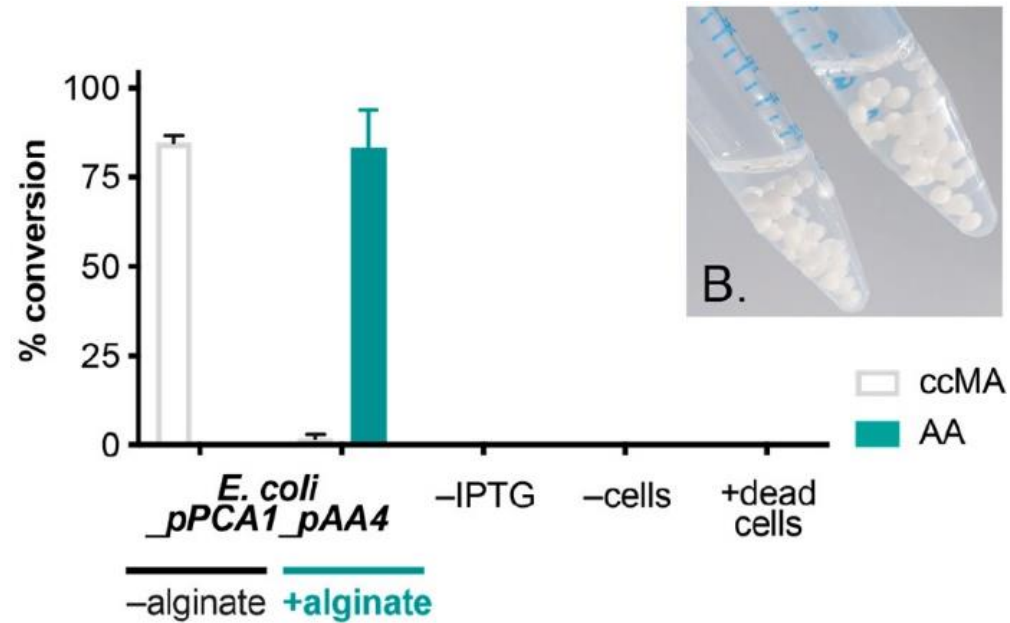 100
75
50
25
0
% conversion
B.
ccMA
AA
E. coli
_pPCA1_pAA4
–IPTG
–cells
+dead
cells
–alginate
+alginate